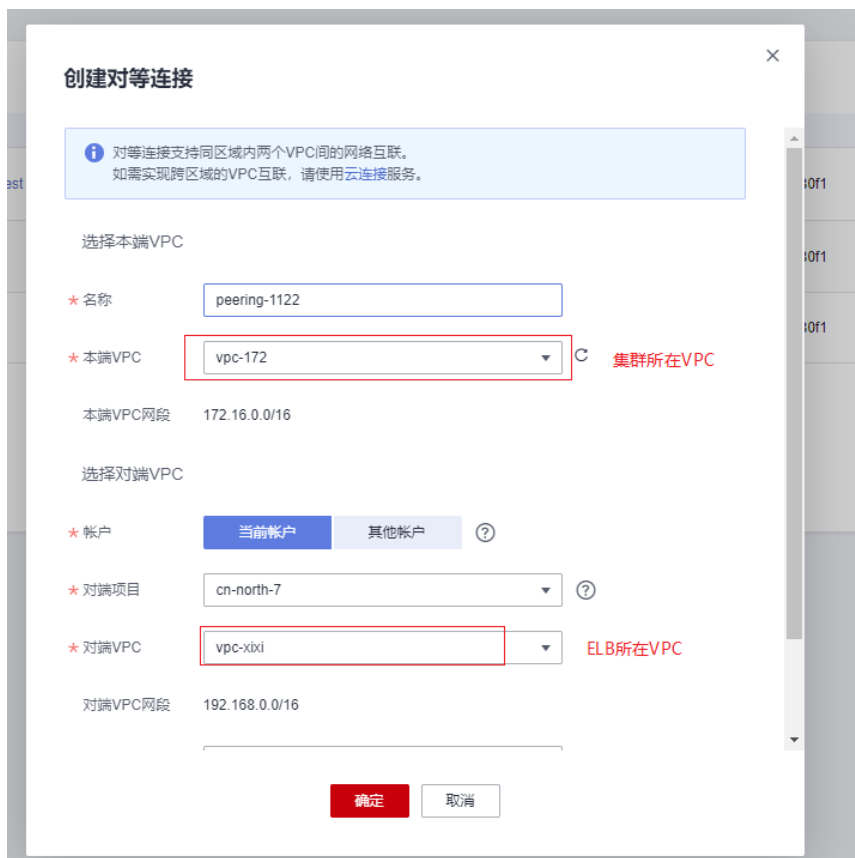 创建对等连接
对等连接支持同区域内两个VPC间的网络互联。
如需实现跨区域的VPC互联，请使用云连接服务。
est
30f1
选择本端VPC
30f1
名称
peering-1122
30f1
本端VPC
vpc-172
集群所在VPC
本端VPC网段
172.16.0.0/16
选择对端VPC
帐户
当前帐户
其他帐户
对端项目
cn-north-7
对端VPC
vpc-xixi
ELB所在VPC
对端VPC网段
192.168.0.0/16
确定
取消